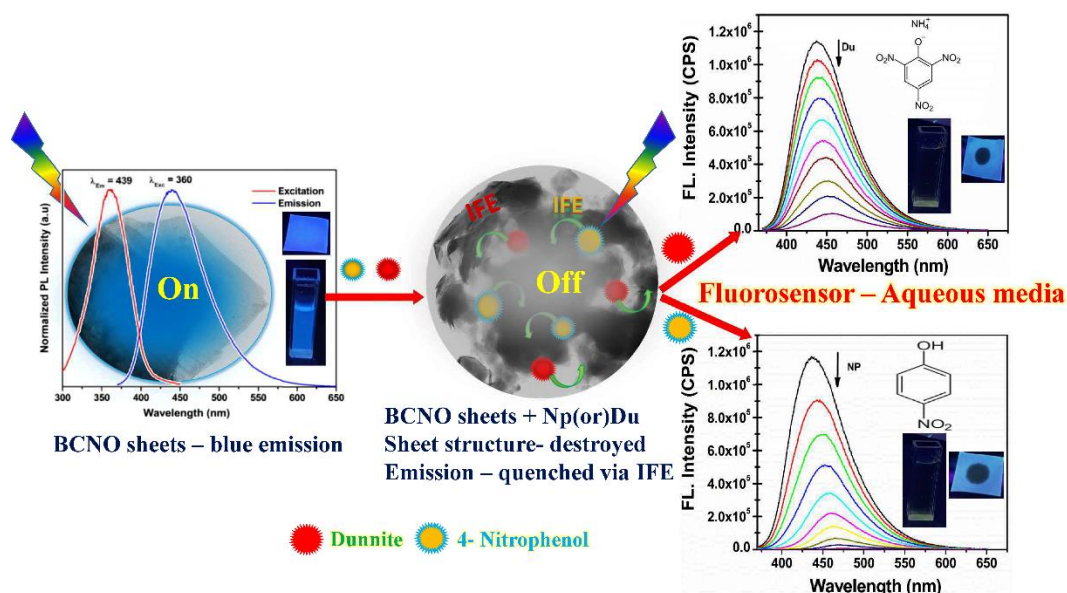 λEm = 439
λExc = 360
Excitation
Emission
Normalized PL Intensity (a.u)
On
300 350 400 450 500 550 600 650
Wavelength (nm)
BCNO sheets – blue emission
IFE
IFE
Off
BCNO sheets + Np(or)Du
Sheet structure- destroyed
Emission – quenched via IFE
Dunnite
4- Nitrophenol
FL. Intensity (CPS)
1.2x10⁶
1.0x10⁶
8.0x10⁵
6.0x10⁵
4.0x10⁵
2.0x10⁵
0.0
Du
NH₄⁺
O⁻
NO₂
NO₂
NO₂
400 450 500 550 600 650
Wavelength (nm)
Fluorosensor – Aqueous media
FL. Intensity (CPS)
1.2x10⁶
1.0x10⁶
8.0x10⁵
6.0x10⁵
4.0x10⁵
2.0x10⁵
0.0
NP
OH
NO₂
400 450 500 550 600 650
Wavelength (nm)